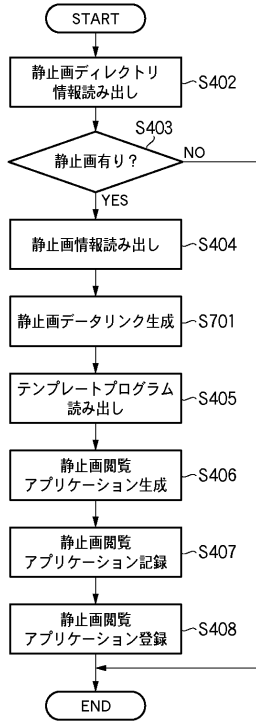 START
静止画ディレクトリ
情報読み出し
S402
S403
静止画有り？
NO
YES
静止画情報読み出し
S404
静止画データリンク生成
S701
テンプレートプログラム
読み出し
S405
静止画閲覧
アプリケーション生成
S406
静止画閲覧
アプリケーション記録
S407
静止画閲覧
アプリケーション登録
S408
END